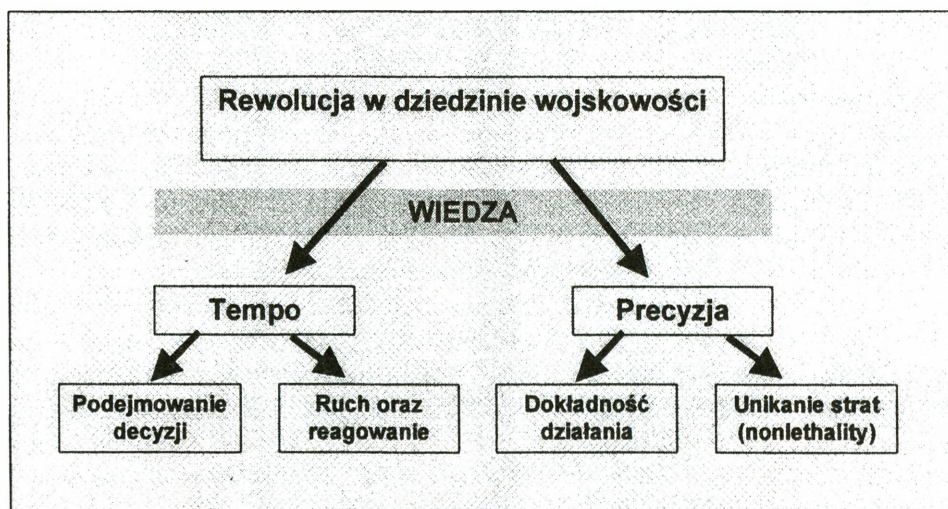 Rewolucja w dziedzinie wojskowości
WIEDZA
Tempo
Precyzja
Podejmowanie
decyzji
Ruch oraz
reagowanie
Dokładność
działania
Unikanie strat
(nonlethality)